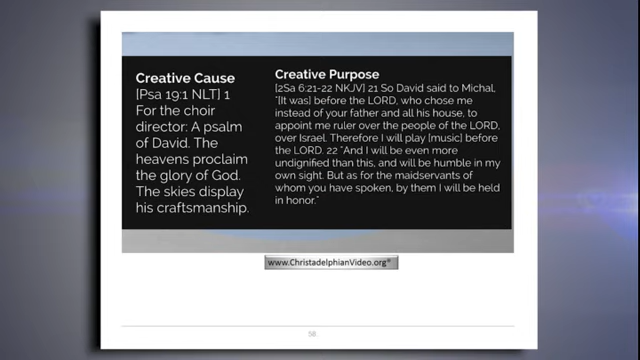 Creative Cause
[Psa 19:1 NLT] 1
For the choir
director: A psalm
of David. The
heavens proclaim
the glory of God.
The skies display
his craftsmanship.
Creative Purpose
[2Sa 6:21-22 NKJV] 21 So David said to Michal,
"[It was] before the LORD, who chose me
instead of your father and all his house, to
appoint me ruler over the people of the LORD,
over Israel. Therefore I will play [music] before
the LORD. 22 "And I will be even more
undignified than this, and will be humble in my
own sight. But as for the maidservants of
whom you have spoken, by them I will be held
in honor."
www.ChristadelphianVideo.org®
58